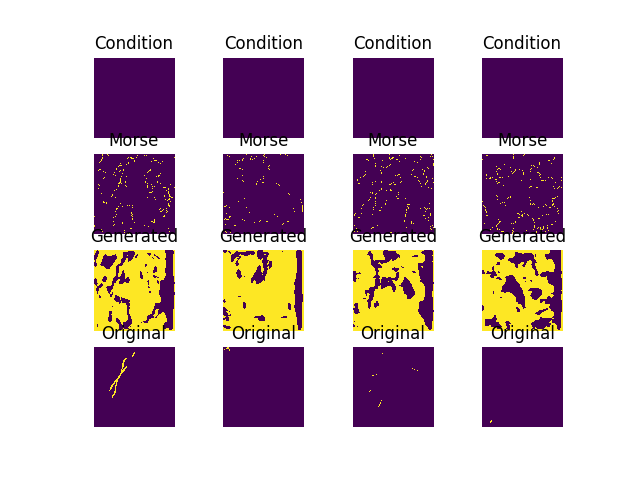 Condition Condition Condition Condition
Morse Morse Morse Morse
Generated Generated Generated Generated
Original Original Original Original